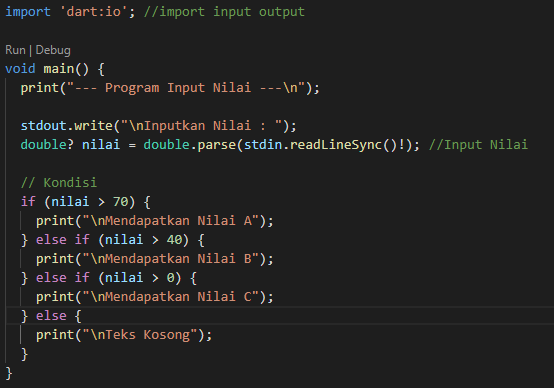 import 'dart:io'; //import input output
Run | Debug
void main() {
print("--- Program Input Nilai ---\n");
stdout.write("\nInputkan Nilai : ");
double? nilai = double.parse(stdin.readLineSync()!); //Input Nilai
// Kondisi
if (nilai > 70) {
print("\nMendapatkan Nilai A");
} else if (nilai > 40) {
print("\nMendapatkan Nilai B");
} else if (nilai > 0) {
print("\nMendapatkan Nilai C");
} else {
print("\nTeks Kosong");
}
}